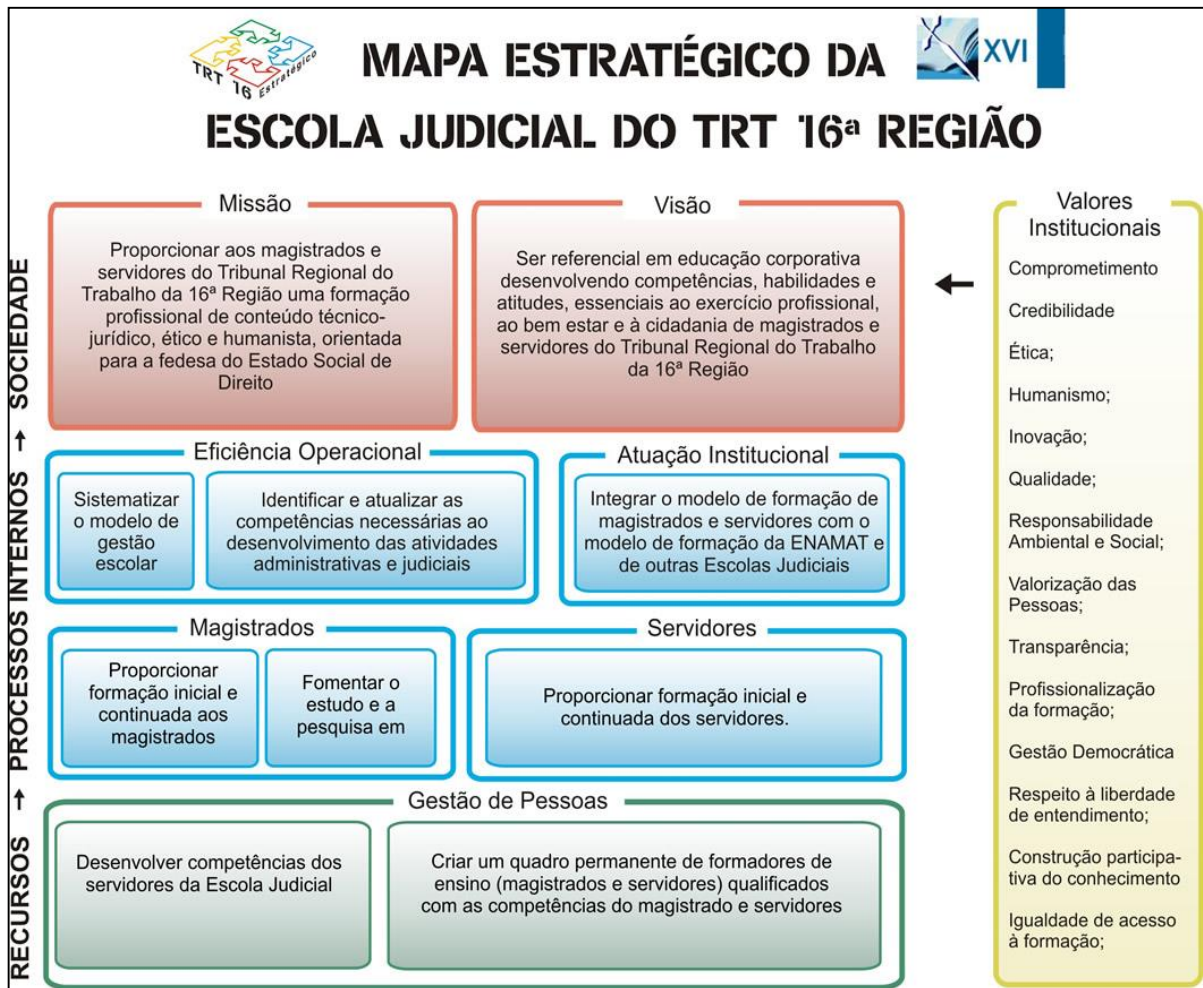 TRT 16 Estratégico
MAPA ESTRATÉGICO DA
XVI
ESCOLA JUDICIAL DO TRT 16ª REGIÃO
Missão
Proporcionar aos magistrados e
servidores do Tribunal Regional do
Trabalho da 16ª Região uma formação
profissional de conteúdo técnico-
jurídico, ético e humanista, orientada
para a fedesa do Estado Social de
Direito
Visão
Ser referencial em educação corporativa
desenvolvendo competências, habilidades e
atitudes, essenciais ao exercício profissional,
ao bem estar e à cidadania de magistrados e
servidores do Tribunal Regional do Trabalho
da 16ª Região
SOCIEDADE
Eficiência Operacional
Sistematizar
o modelo de
gestão
escolar
Identificar e atualizar as
competências necessárias ao
desenvolvimento das atividades
administrativas e judiciais
Atuação Institucional
Integrar o modelo de formação de
magistrados e servidores com o
modelo de formação da ENAMAT e
de outras Escolas Judiciais
PROCESSOS INTERNOS
Magistrados
Proporcionar
formação inicial e
continuada aos
magistrados
Fomentar o
estudo e a
pesquisa em
Servidores
Proporcionar formação inicial e
continuada dos servidores.
RECURSOS
Gestão de Pessoas
Desenvolver competências dos
servidores da Escola Judicial
Criar um quadro permanente de formadores de
ensino (magistrados e servidores) qualificados
com as competências do magistrado e servidores
Valores
Institucionais
Comprometimento
Credibilidade
Ética;
Humanismo;
Inovação;
Qualidade;
Responsabilidade
Ambiental e Social;
Valorização das
Pessoas;
Transparência;
Profissionalização
da formação;
Gestão Democrática
Respeito à liberdade
de entendimento;
Construção participa-
tiva do conhecimento
Igualdade de acesso
à formação;